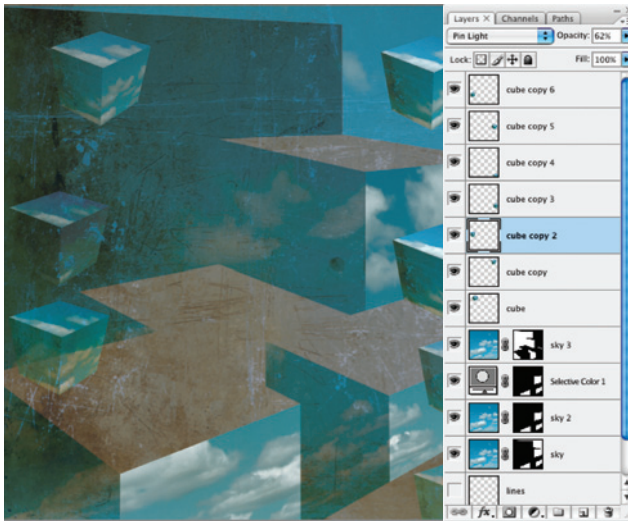 Layers × Channels Paths
Pin Light Opacity: 62%
Lock: Fill: 100%
cube copy 6
cube copy 5
cube copy 4
cube copy 3
cube copy 2
cube copy
cube
sky 3
Selective Color 1
sky 2
sky
lines
fx.